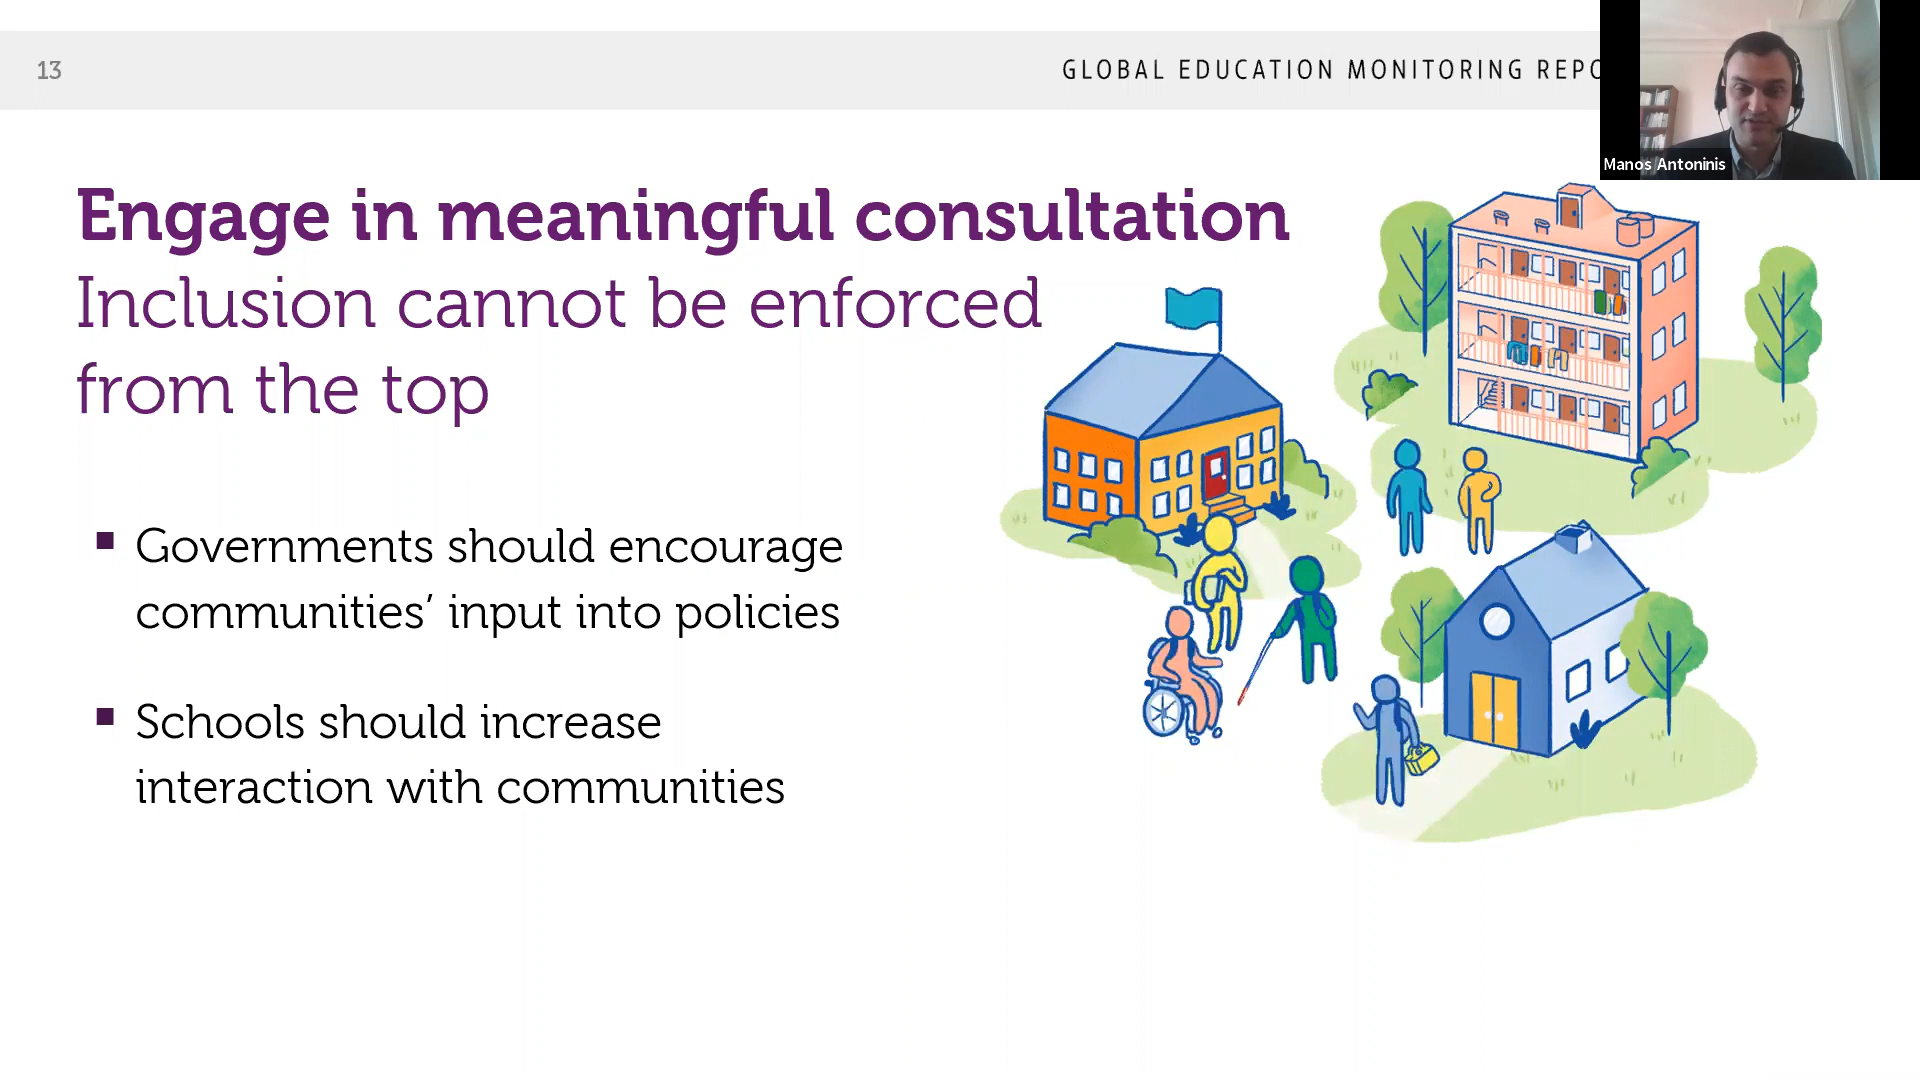 13
GLOBAL EDUCATION MONITORING REPO
Manos Antoninis
Engage in meaningful consultation
Inclusion cannot be enforced
from the top
Governments should encourage
communities’ input into policies
Schools should increase
interaction with communities